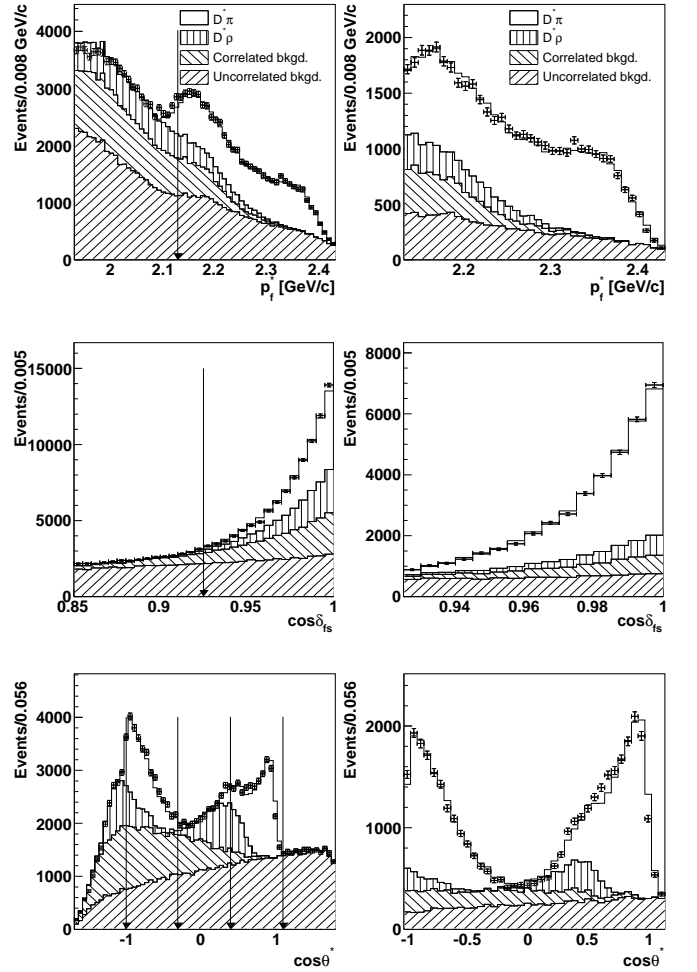 Events/0.008 GeV/c
4000
3000
2000
1000
0
D*π
D*ρ
Correlated bkgd.
Uncorrelated bkgd.
2
2.1
2.2
2.3
2.4
p*f [GeV/c]
Events/0.008 GeV/c
2000
1500
1000
500
0
D*π
D*ρ
Correlated bkgd.
Uncorrelated bkgd.
2.2
2.3
2.4
p*f [GeV/c]
Events/0.005
15000
10000
5000
0
0.85
0.9
0.95
1
cosδfs
Events/0.005
8000
6000
4000
2000
0
0.94
0.96
0.98
1
cosδfs
Events/0.056
4000
3000
2000
1000
0
-1
0
1
cosθ*
Events/0.056
2000
1000
0
-1
-0.5
0
0.5
1
cosθ*